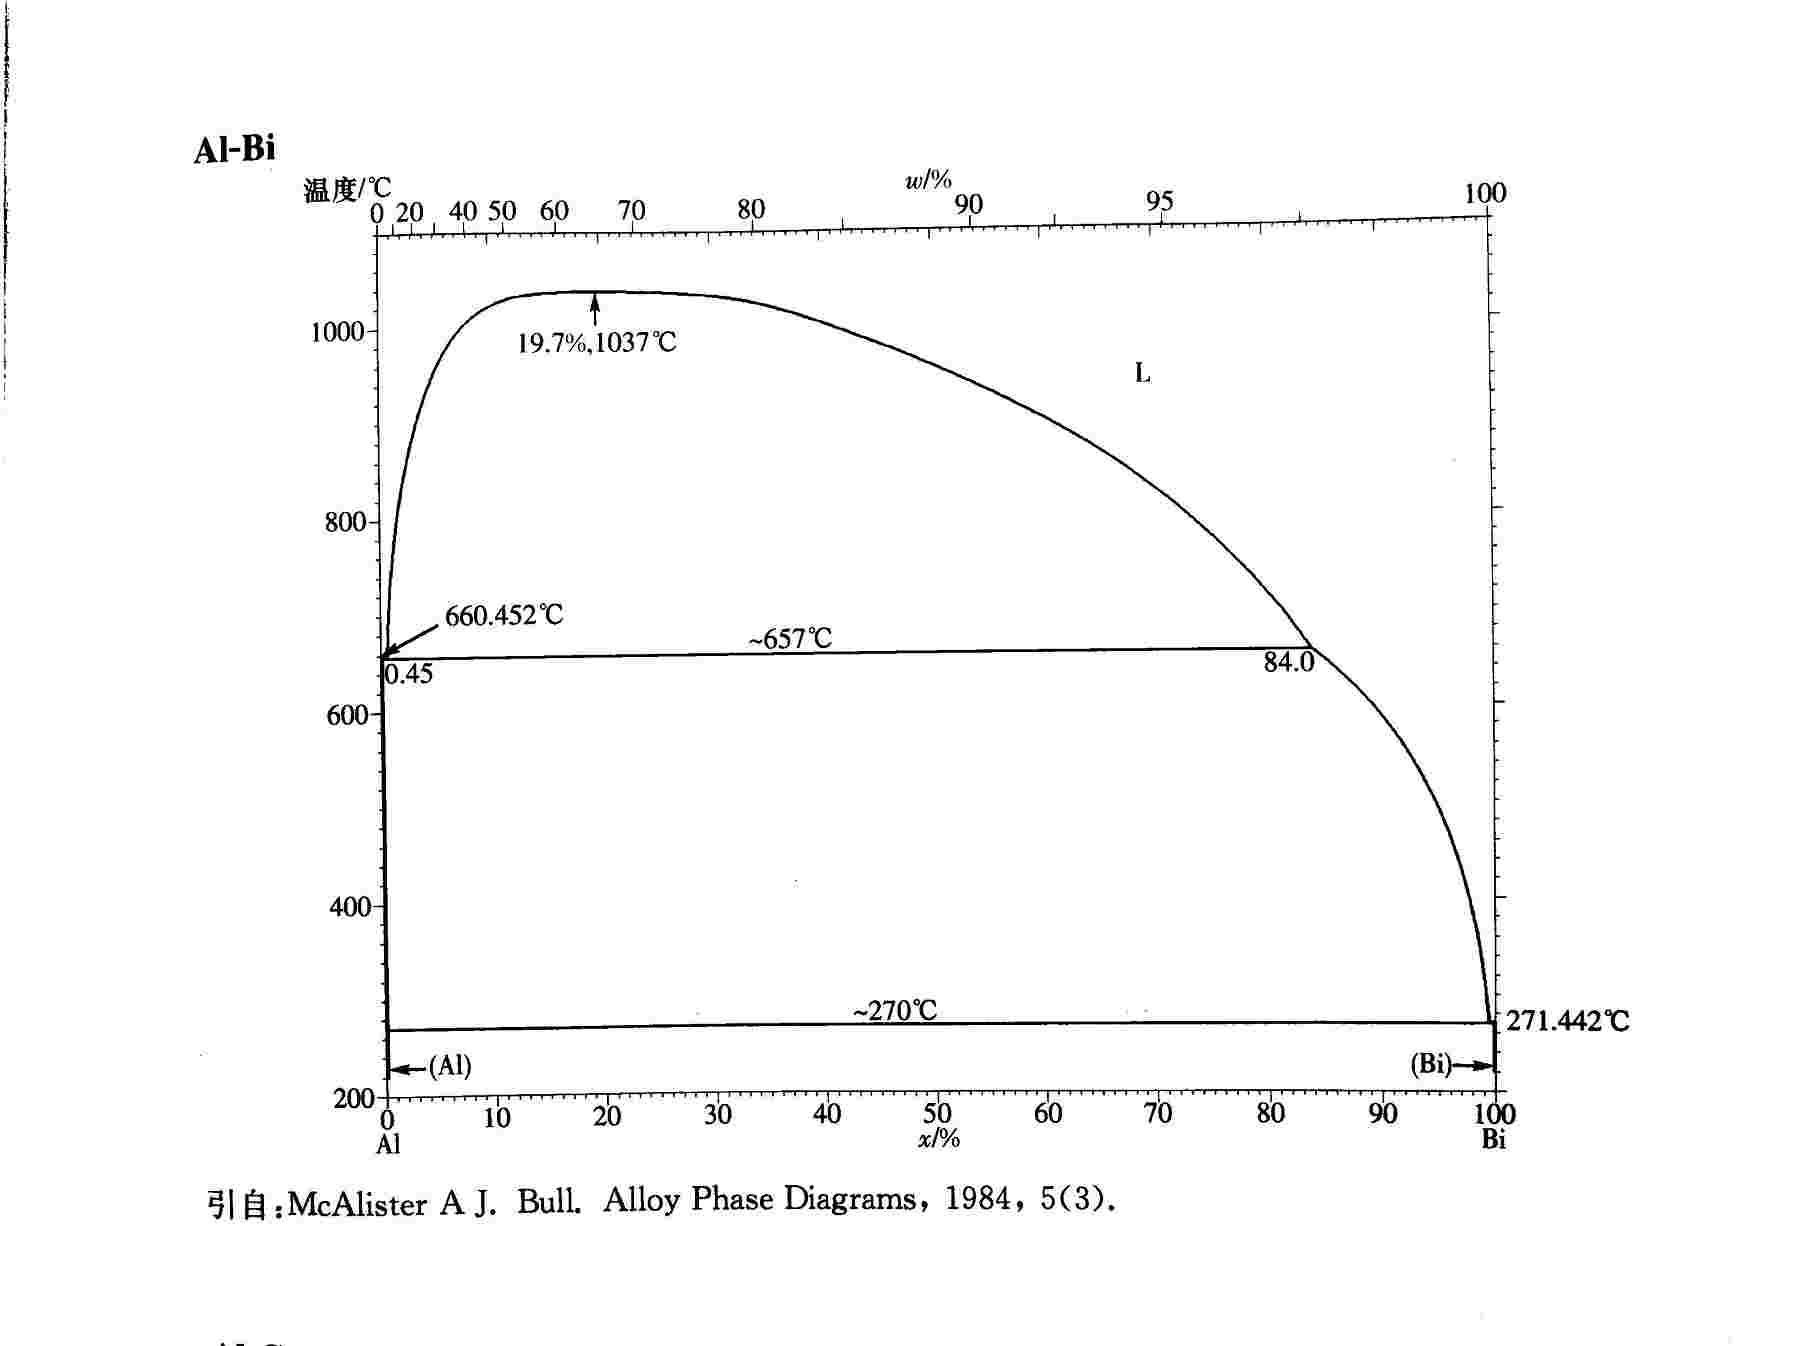 Al-Bi
温度/℃
w/%
0 20 40 50 60 70 80 90 95 100
1000
19.7%,1037℃
L
800
660.452℃
~657℃
0.45
84.0
600
400
~270℃
271.442℃
(Al)
(Bi)
200
0 10 20 30 40 50 60 70 80 90 100
Al
x/%
Bi
引自:McAlister A J. Bull. Alloy Phase Diagrams, 1984, 5(3).